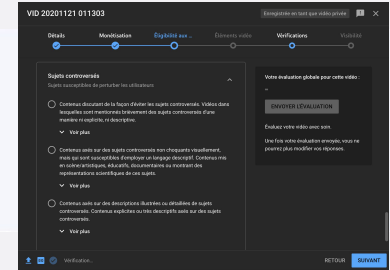 VID 20201121 011303
Enregistrée en tant que vidéo privée
Détails
Monétisation
Éligibilité aux ...
Éléments vidéo
Vérifications
Visibilité
Sujets controversés
Sujets susceptibles de perturber les utilisateurs
Contenus discutant de la façon d'éviter les sujets controversés. Vidéos dans
lesquelles sont mentionnés brièvement des sujets controversés d'une
manière ni explicite, ni descriptive.
Voir plus
Contenus axés sur des sujets controversés non choquants visuellement,
mais qui sont susceptibles d'employer un langage descriptif. Contenus mis
en scène/artistiques, éducatifs, documentaires ou montrant des
représentations scientifiques de ces sujets.
Voir plus
Contenus axés sur des descriptions illustrées ou détaillées de sujets
controversés. Contenus explicites ou très descriptifs axés sur des sujets
controversés.
Voir plus
Votre évaluation globale pour cette vidéo :
–
ENVOYER L'ÉVALUATION
Évaluez votre vidéo avec soin.
Une fois votre évaluation envoyée, vous ne
pourrez plus modifier vos réponses.
Vérification...
RETOUR
SUIVANT